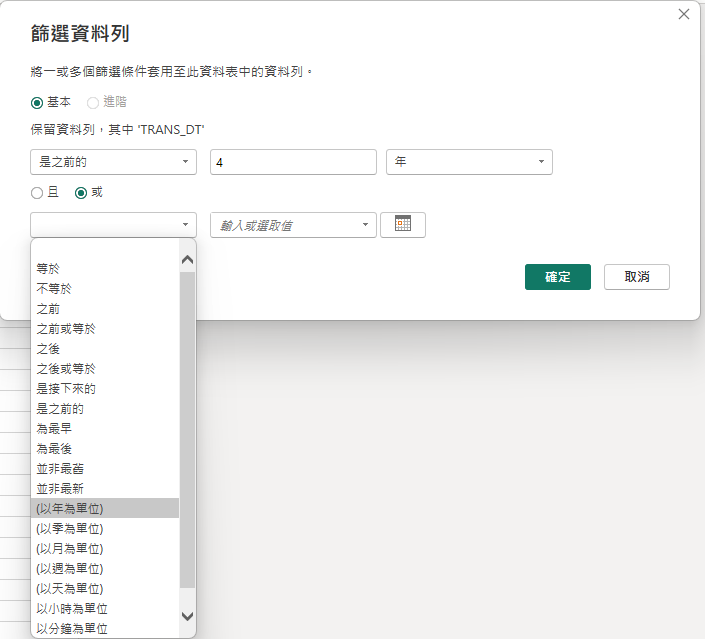 篩選資料列
將一或多個篩選條件套用至此資料表中的資料列。
基本 進階
保留資料列，其中 'TRANS_DT'
是之前的 4 年
且 或
輸入或選取值
等於
不等於
之前
之前或等於
之後
之後或等於
是接下來的
是之前的
為最早
為最後
並非最舊
並非最新
(以年為單位)
(以季為單位)
(以月為單位)
(以週為單位)
(以天為單位)
以小時為單位
以分鐘為單位
確定 取消